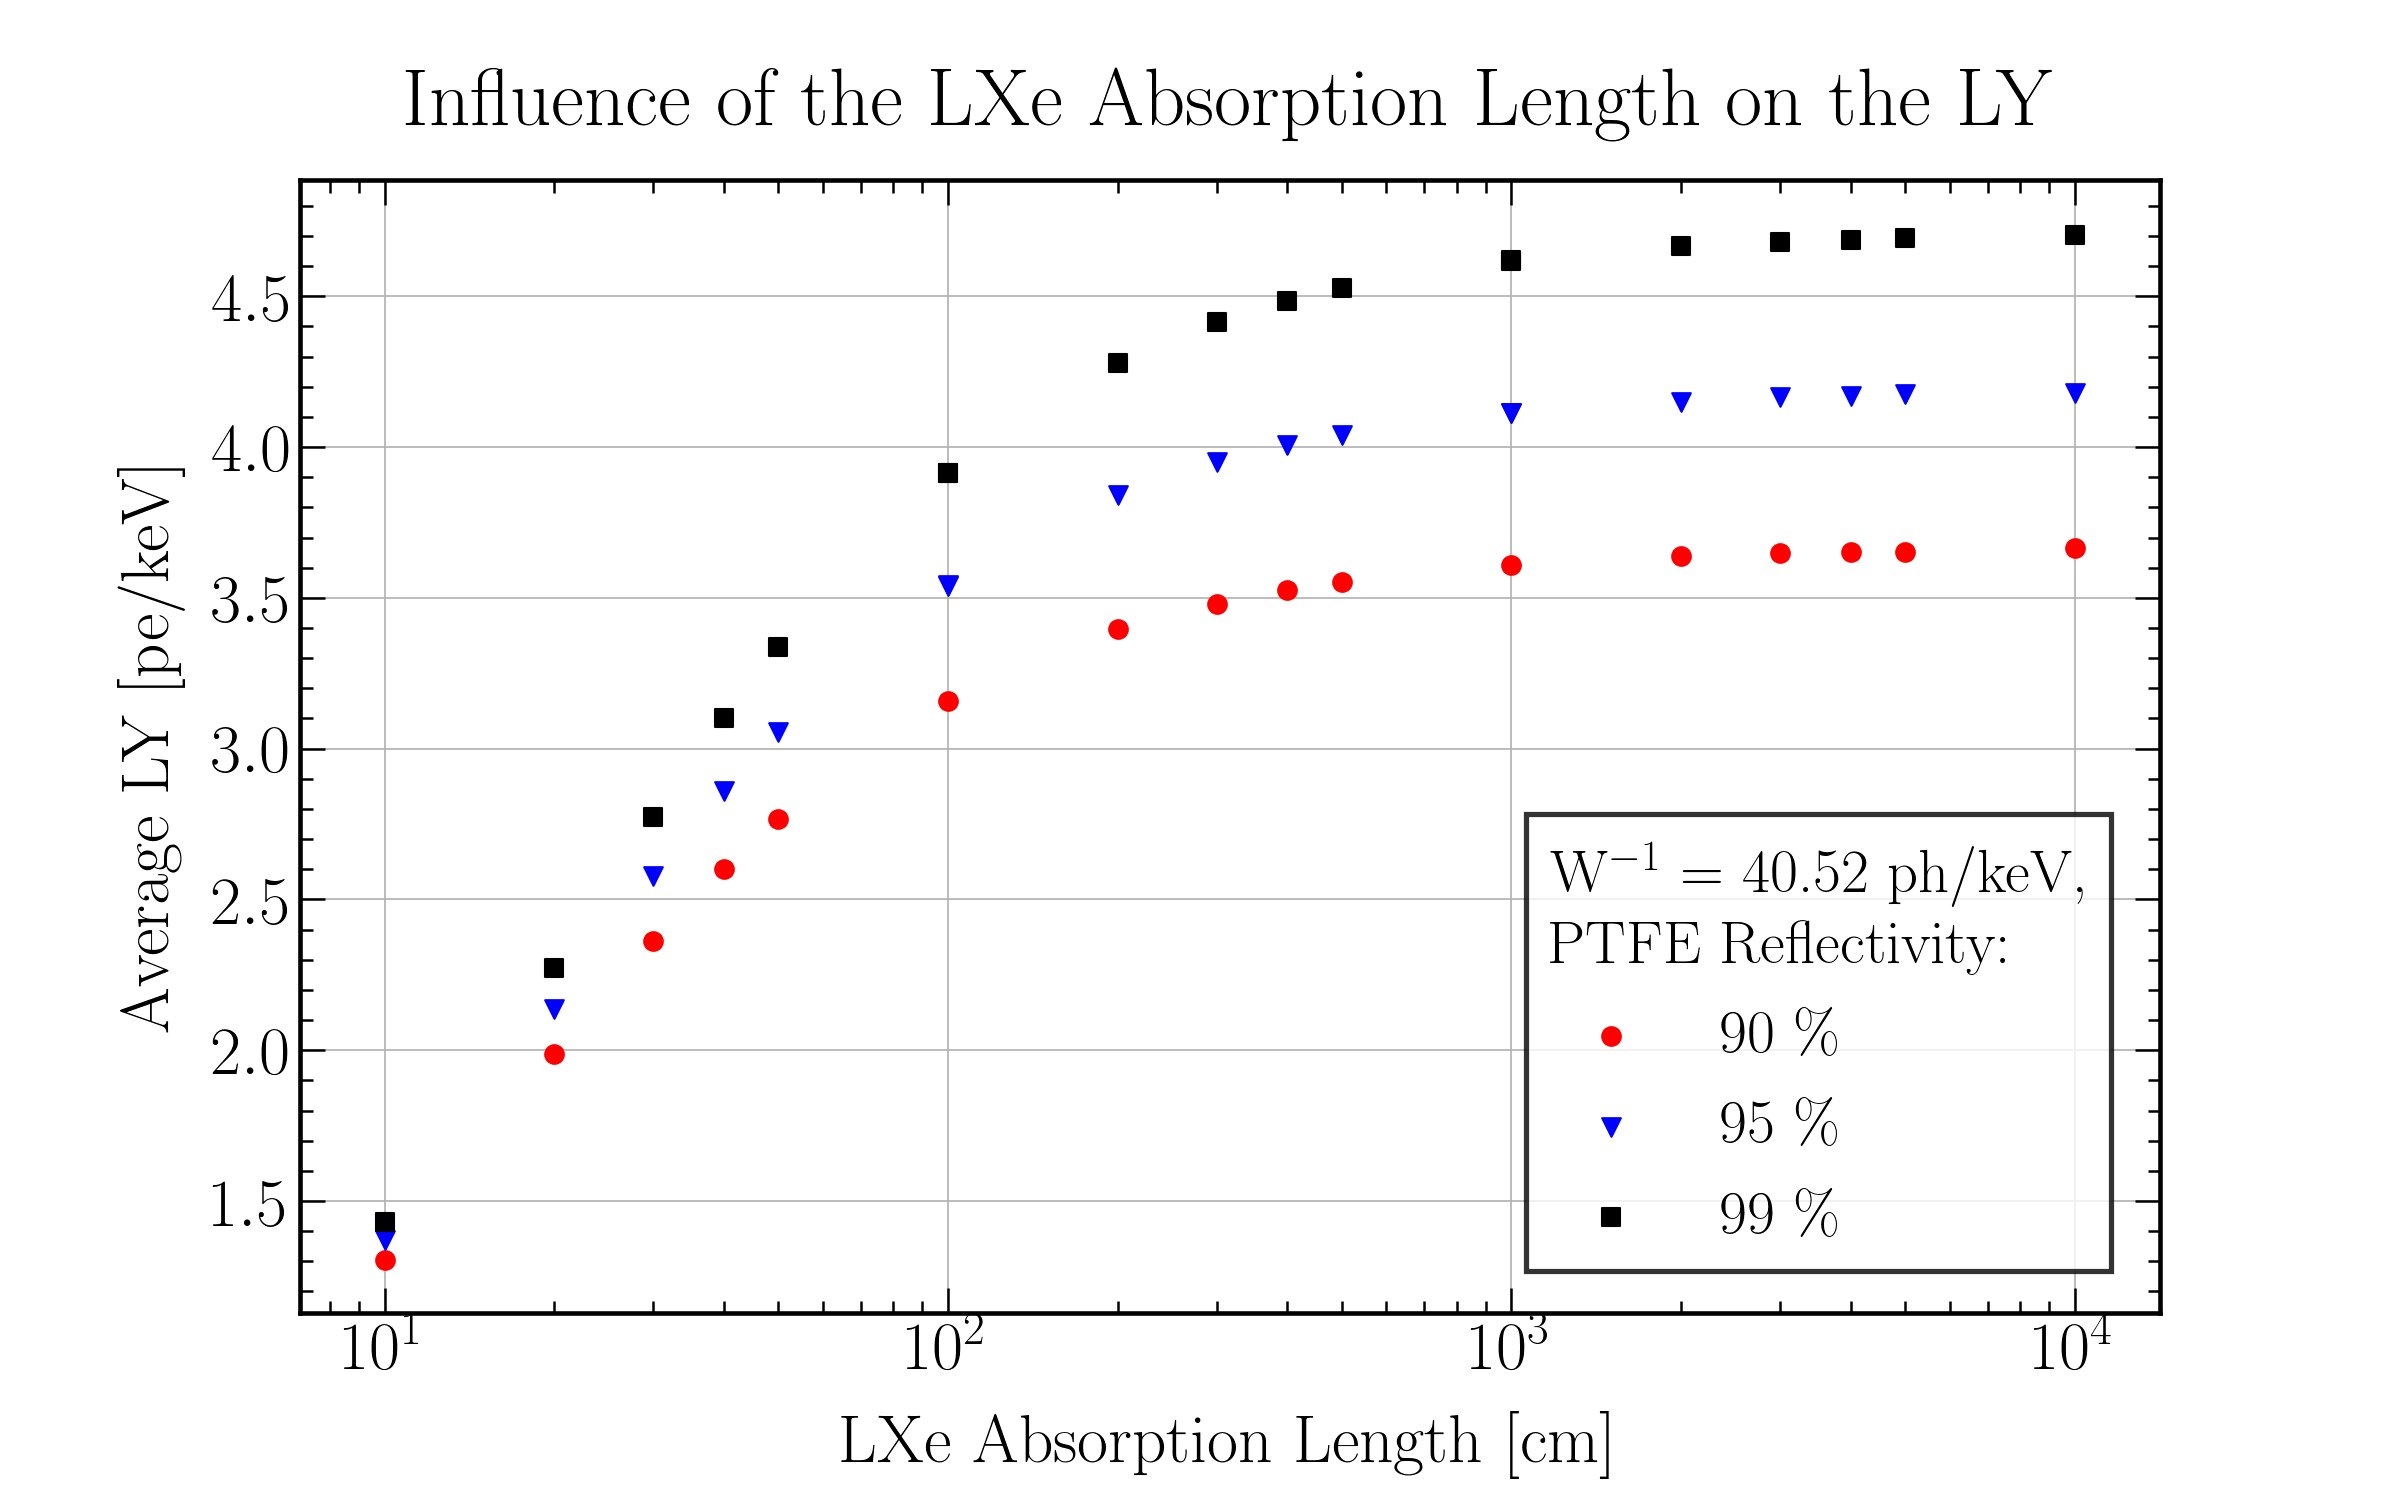 Influence of the LXe Absorption Length on the LY
Average LY [pe/keV]
4.5
4.0
3.5
3.0
2.5
2.0
1.5
W⁻¹ = 40.52 ph/keV,
PTFE Reflectivity:
90 %
95 %
99 %
10¹ 10² 10³ 10⁴
LXe Absorption Length [cm]